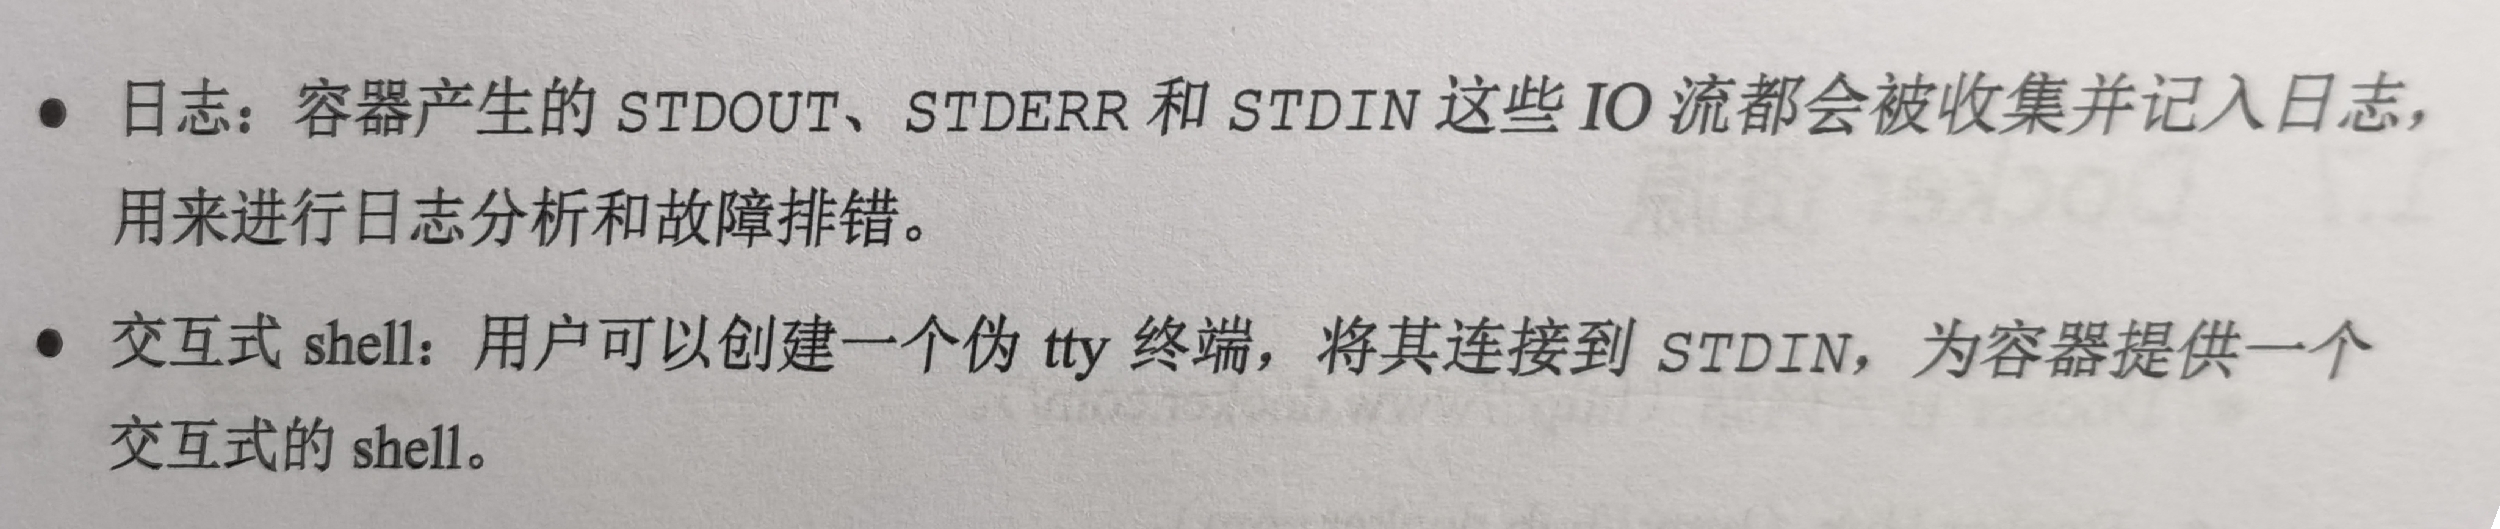 • 日志：容器产生的 STDOUT、STDERR 和 STDIN 这些 IO 流都会被收集并记入日志，
用来进行日志分析和故障排错。
• 交互式 shell：用户可以创建一个伪 tty 终端，将其连接到 STDIN，为容器提供一个
交互式的 shell。